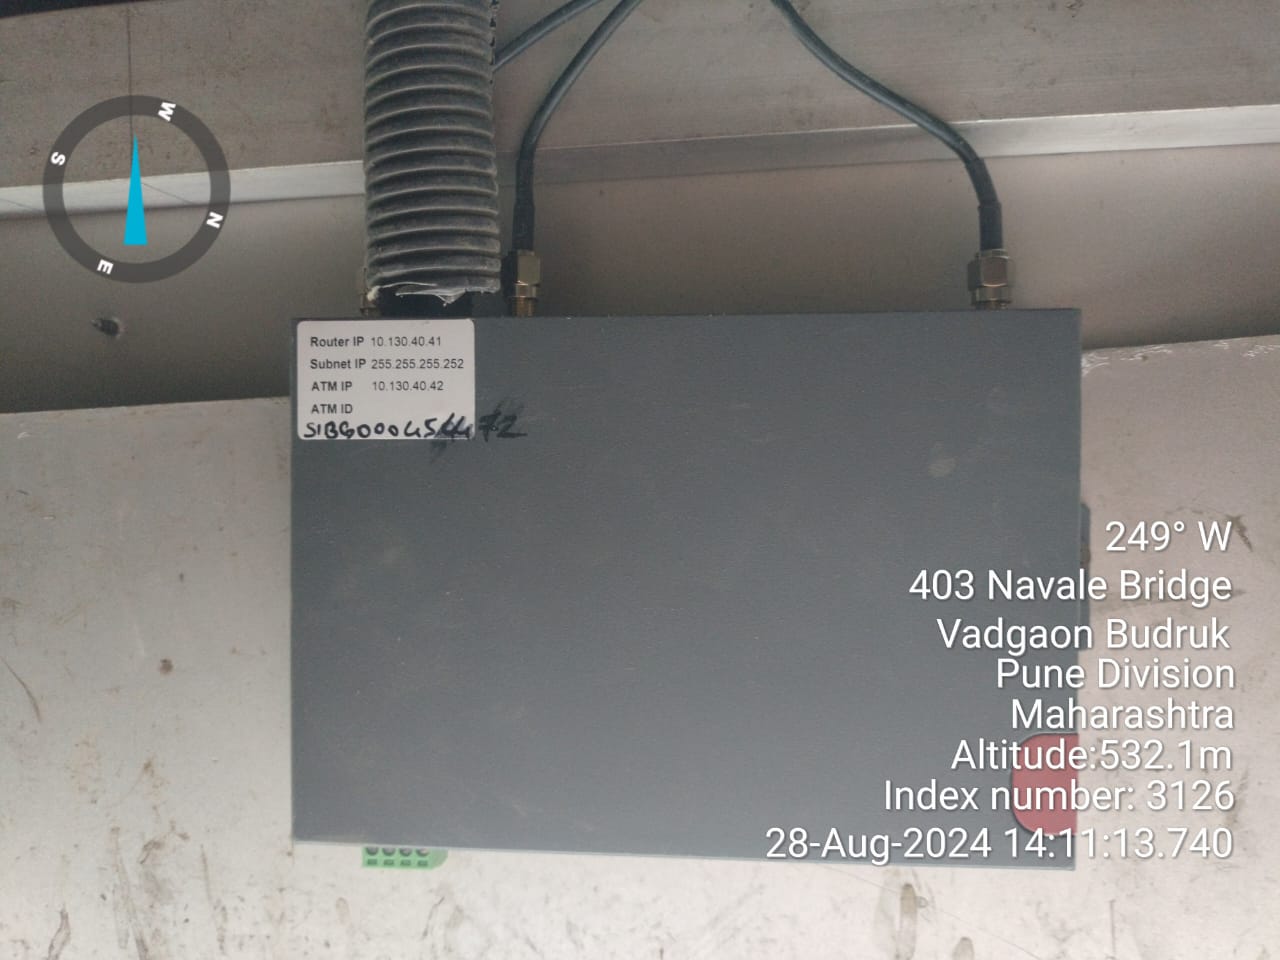 W
S
N
E
Router IP 10.130.40.41
Subnet IP 255.255.255.252
ATM IP 10.130.40.42
ATM ID
249° W
403 Navale Bridge
Vadgaon Budruk
Pune Division
Maharashtra
Altitude:532.1m
Index number: 3126
28-Aug-2024 14:11:13.740